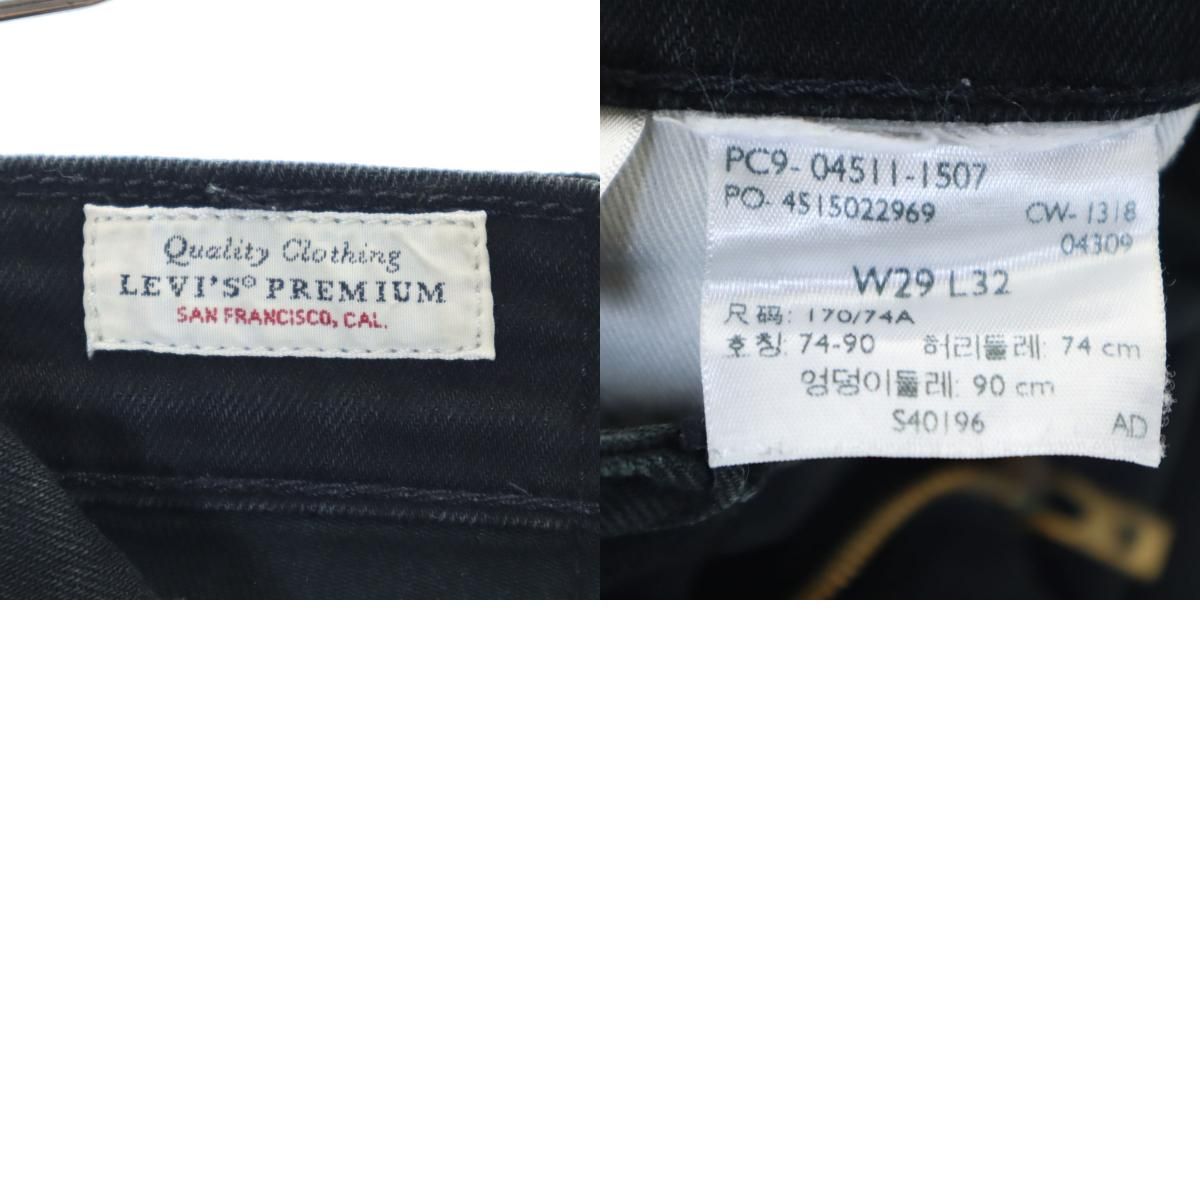 Quality Clothing
LEVI'S® PREMIUM
SAN FRANCISCO, CAL.
PC9- 04511-1507
PO- 4515022969 CW- 1318
04309
W29 L32
尺码: 170/74A
호칭: 74-90 허리둘레: 74 cm
엉덩이둘레: 90 cm
S40196 AD